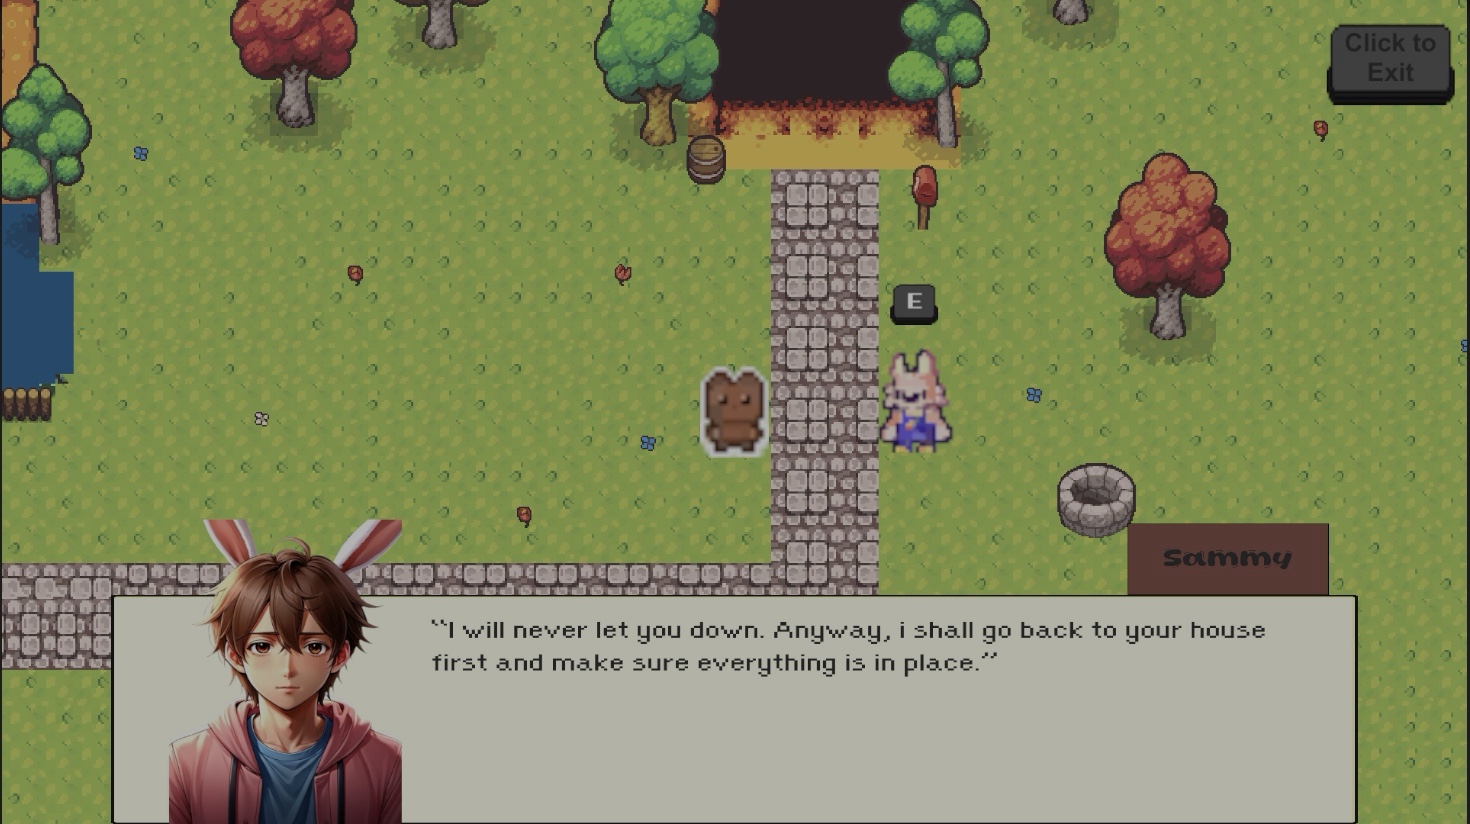 Click to
Exit
E
Sammy
“I will never let you down. Anyway, i shall go back to your house
first and make sure everything is in place.”